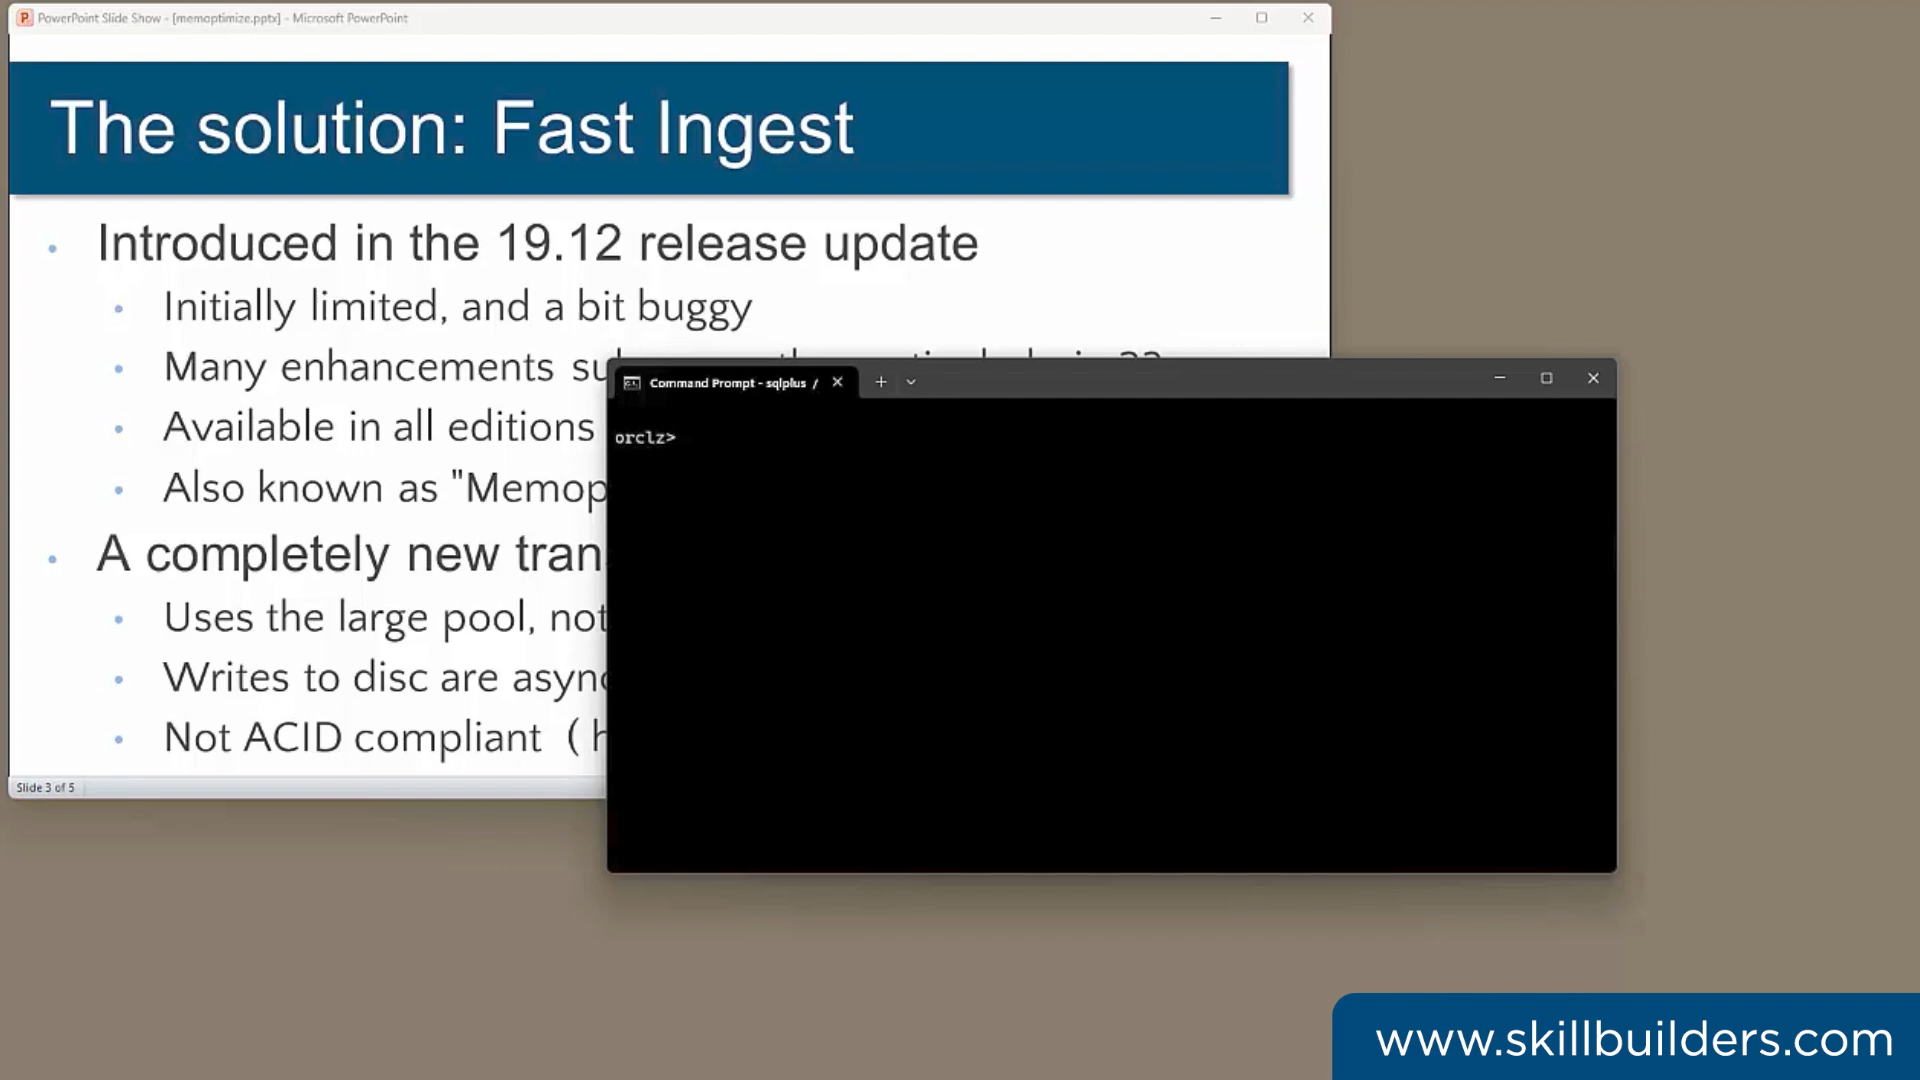 PowerPoint Slide Show - [memoptimize.pptx] - Microsoft PowerPoint
The solution: Fast Ingest
Introduced in the 19.12 release update
Initially limited, and a bit buggy
Many enhancements
Available in all editions
Also known as "Memop
A completely new tran
Uses the large pool, not
Writes to disc are async
Not ACID compliant (
Slide 3 of 5
Command Prompt - sqlplus /
orclz>
www.skillbuilders.com